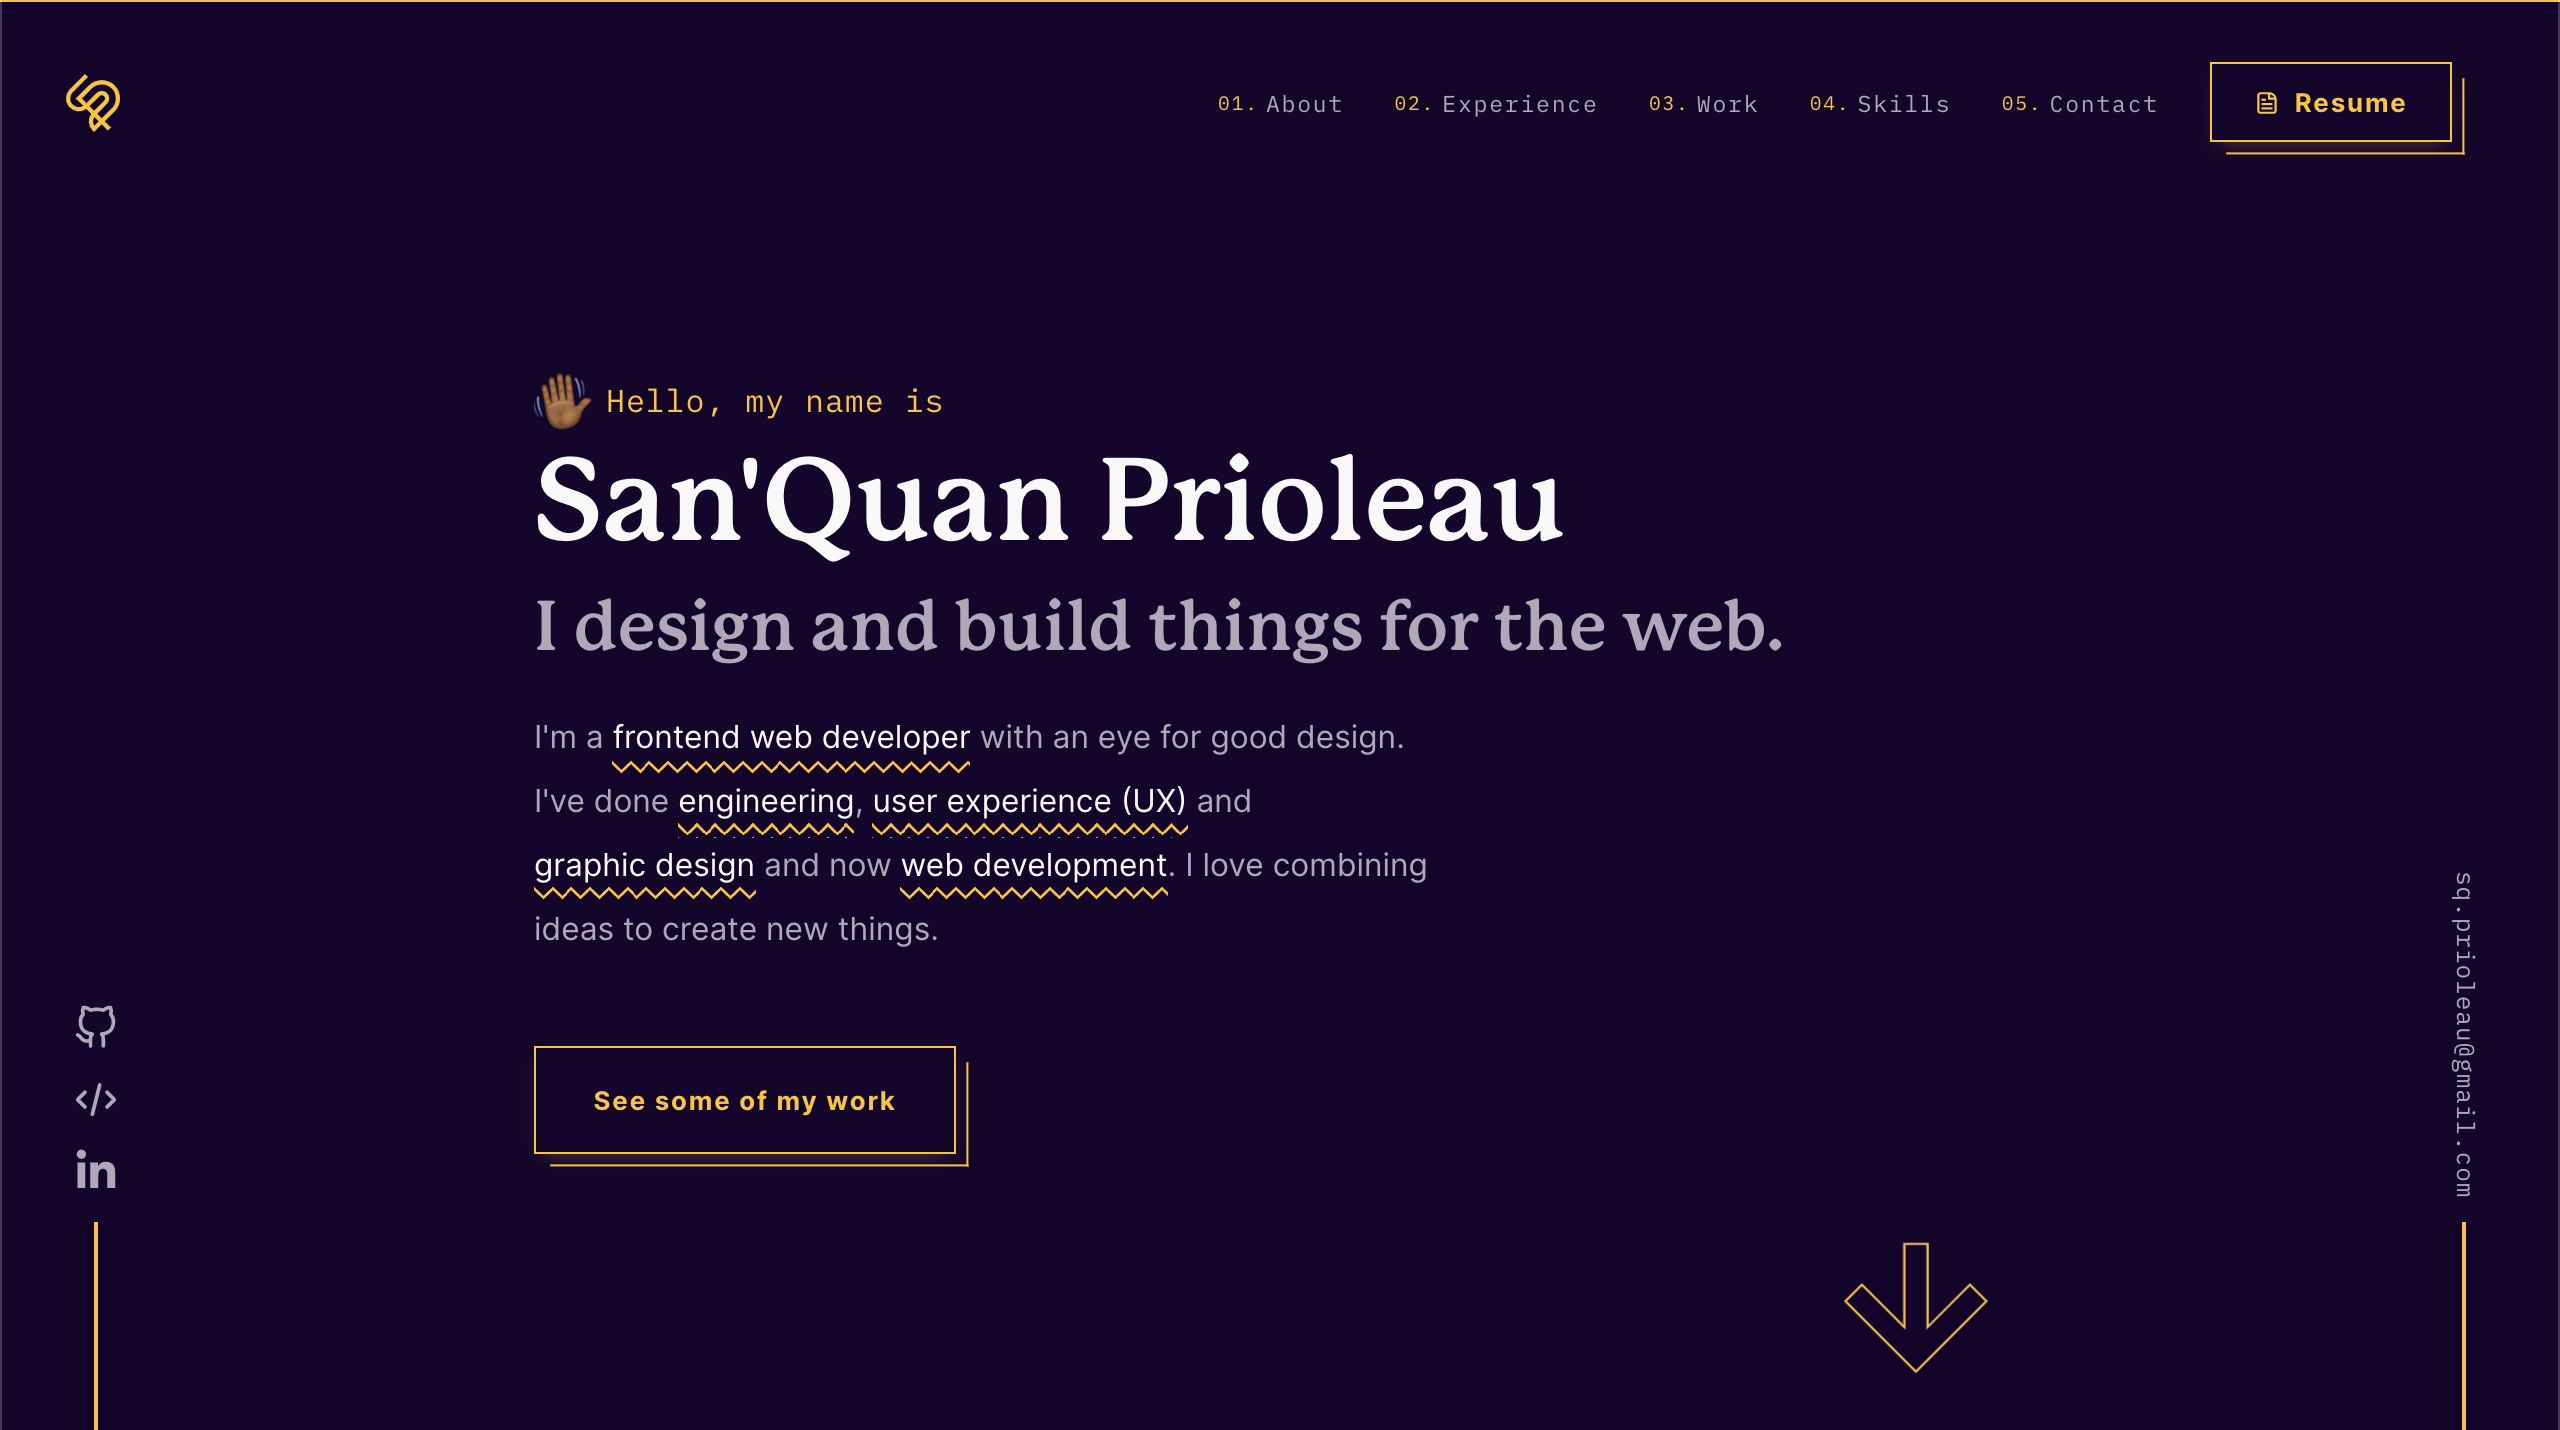 01. About 02. Experience 03. Work 04. Skills 05. Contact Resume
Hello, my name is
San'Quan Prioleau
I design and build things for the web.
I'm a frontend web developer with an eye for good design.
I've done engineering, user experience (UX) and
graphic design and now web development. I love combining
ideas to create new things.
See some of my work
in
sq.prioleau@gmail.com